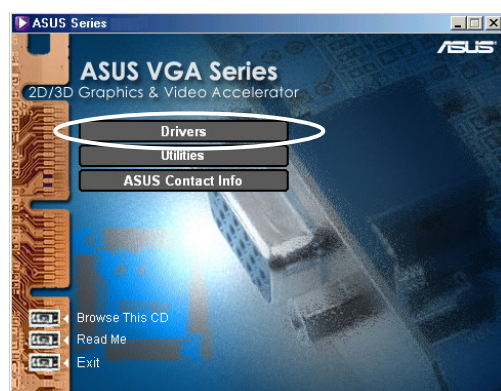 ASUS Series
ASUS
ASUS VGA Series
2D/3D Graphics & Video Accelerator
Drivers
Utilities
ASUS Contact Info
Browse This CD
Read Me
Exit